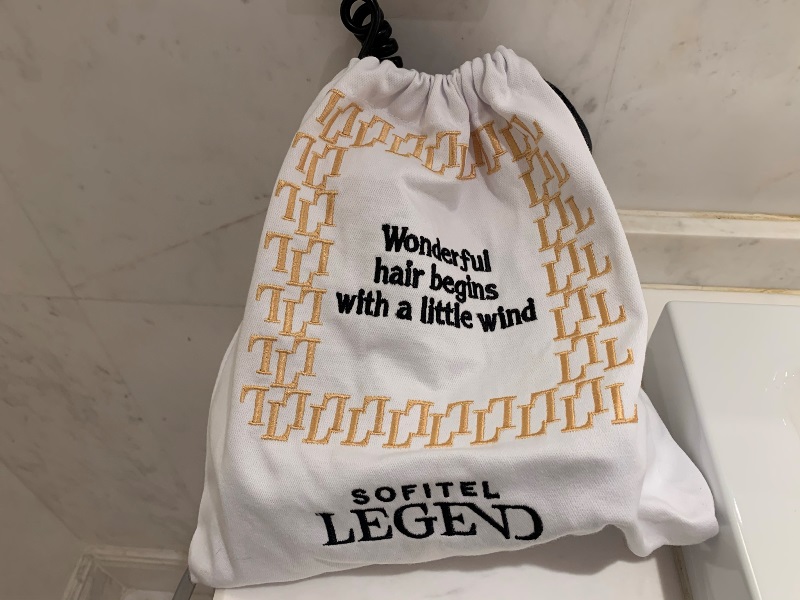 Wonderful
hair begins
with a little wind
SOFITEL
LEGEND